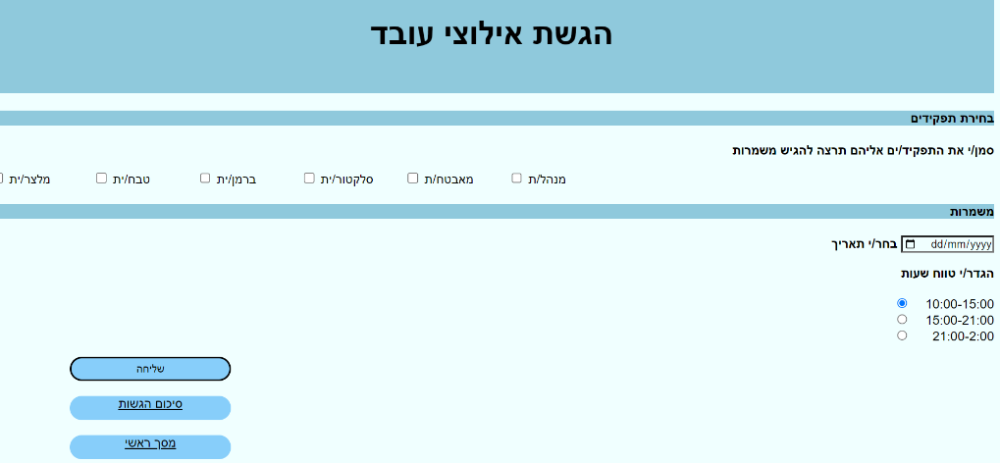 הגשת אילוצי עובד
בחירת תפקידים
סמן/י את התפקיד/ים אליהם תרצה להגיש משמרות
מנהל/ת מאבטח/ת סלקטור/ית ברמן/ית טבח/ית מלצר/ית
משמרות
dd/mm/yyyy בחר/י תאריך
הגדר/י טווח שעות
10:00-15:00
15:00-21:00
21:00-2:00
שליחה
סיכום הגשות
מסך ראשי